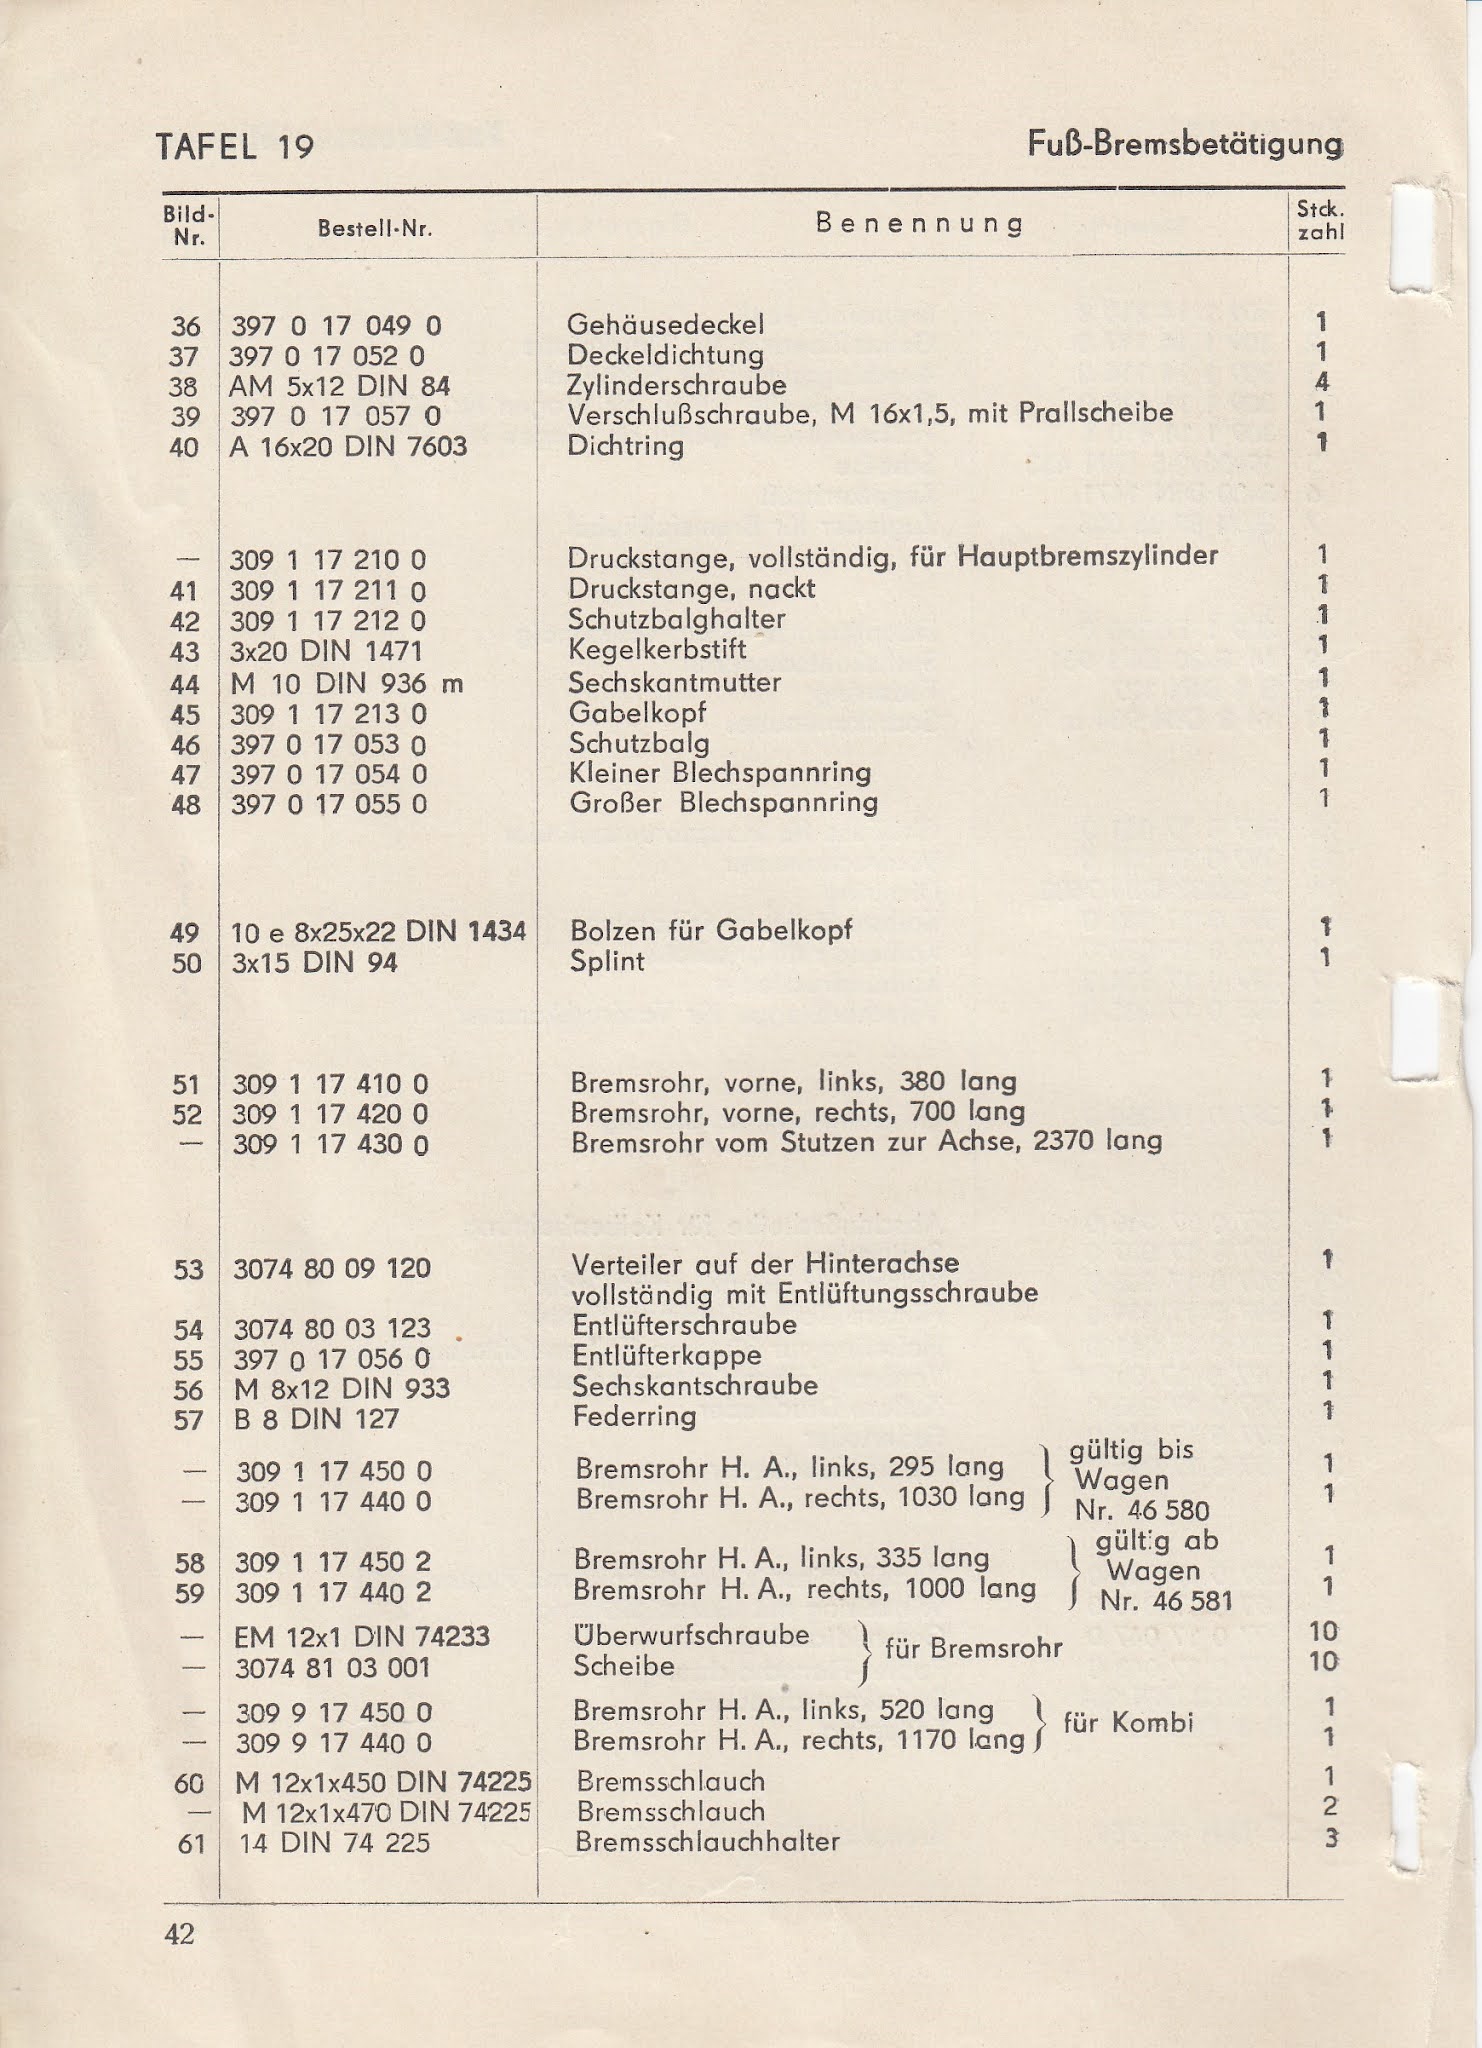 TAFEL 19 Fuß-Bremsbetätigung
Bild-Nr. Bestell-Nr. Benennung Stck.zahl
36 397 0 17 049 0 Gehäusedeckel 1
37 397 0 17 052 0 Deckeldichtung 1
38 AM 5x12 DIN 84 Zylinderschraube 4
39 397 0 17 057 0 Verschlußschraube, M 16x1,5, mit Prallscheibe 1
40 A 16x20 DIN 7603 Dichtring 1
— 309 1 17 210 0 Druckstange, vollständig, für Hauptbremszylinder 1
41 309 1 17 211 0 Druckstange, nackt 1
42 309 1 17 212 0 Schutzbalghalter 1
43 3x20 DIN 1471 Kegelkerbstift 1
44 M 10 DIN 936 m Sechskantmutter 1
45 309 1 17 213 0 Gabelkopf 1
46 397 0 17 053 0 Schutzbalg 1
47 397 0 17 054 0 Kleiner Blechspannring 1
48 397 0 17 055 0 Großer Blechspannring 1
49 10 e 8x25x22 DIN 1434 Bolzen für Gabelkopf 1
50 3x15 DIN 94 Splint 1
51 309 1 17 410 0 Bremsrohr, vorne, links, 380 lang 1
52 309 1 17 420 0 Bremsrohr, vorne, rechts, 700 lang 1
— 309 1 17 430 0 Bremsrohr vom Stutzen zur Achse, 2370 lang 1
53 3074 80 09 120 Verteiler auf der Hinterachse 1
vollständig mit Entlüftungsschraube
54 3074 80 03 123 Entlüfterschraube 1
55 397 0 17 056 0 Entlüfterkappe 1
56 M 8x12 DIN 933 Sechskantschraube 1
57 B 8 DIN 127 Federring 1
gültig bis
— 309 1 17 450 0 Bremsrohr H. A., links, 295 lang } Wagen 1
— 309 1 17 440 0 Bremsrohr H. A., rechts, 1030 lang } Nr. 46 580 1
gültig ab
58 309 1 17 450 2 Bremsrohr H. A., links, 335 lang } Wagen 1
59 309 1 17 440 2 Bremsrohr H. A., rechts, 1000 lang } Nr. 46 581 1
— EM 12x1 DIN 74233 Überwurfschraube } für Bremsrohr 10
— 3074 81 03 001 Scheibe 10
— 309 9 17 450 0 Bremsrohr H. A., links, 520 lang } für Kombi 1
— 309 9 17 440 0 Bremsrohr H. A., rechts, 1170 lang 1
60 M 12x1x450 DIN 74225 Bremsschlauch 1
— M 12x1x470 DIN 74225 Bremsschlauch 2
61 14 DIN 74 225 Bremsschlauchhalter 3
42